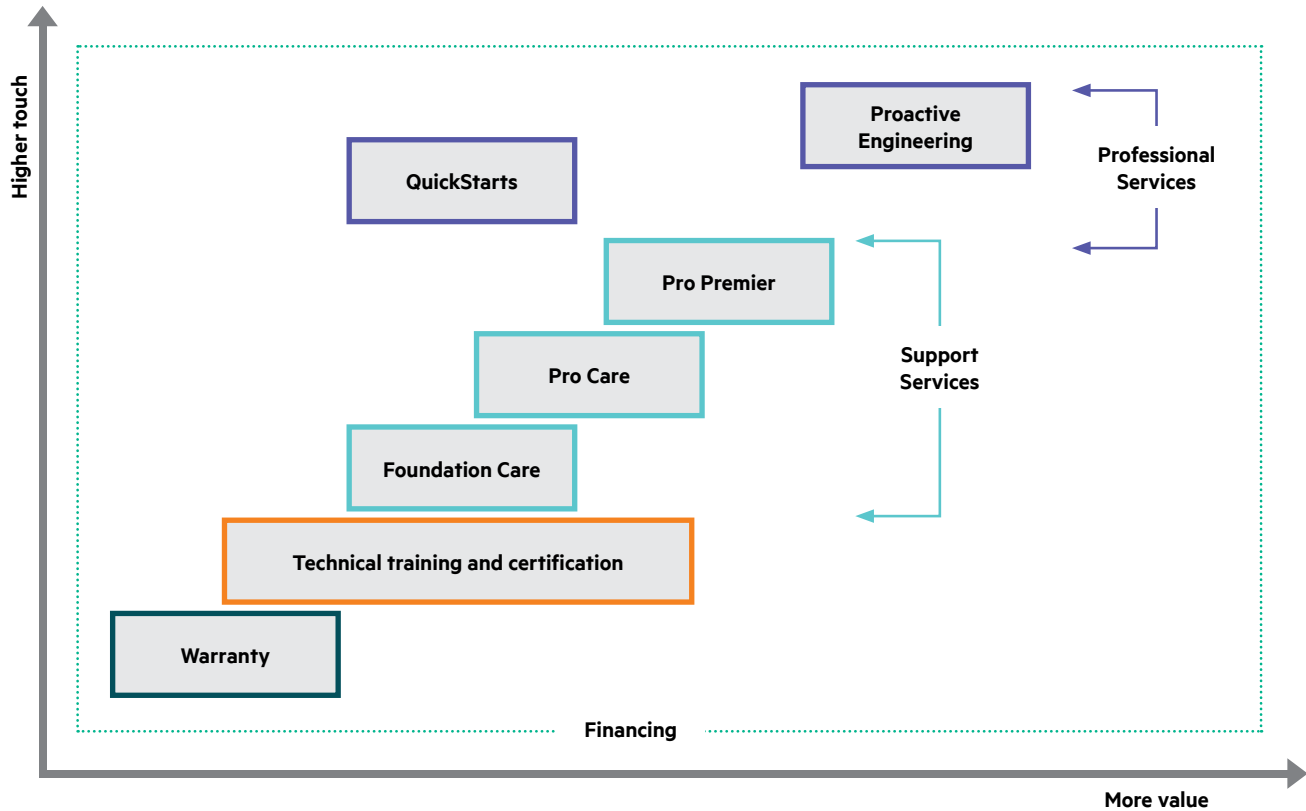 Higher touch
Proactive
Engineering
Professional
Services
QuickStarts
Pro Premier
Support
Services
Pro Care
Foundation Care
Technical training and certification
Warranty
Financing
More value